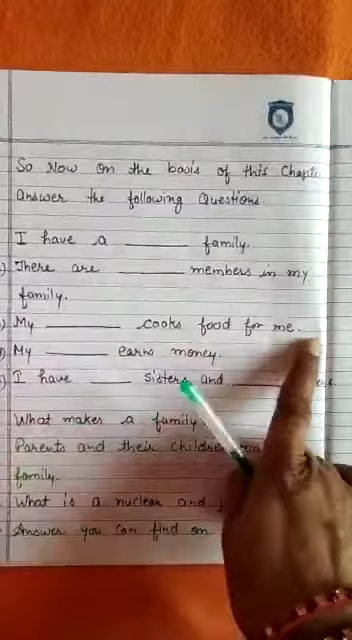 So Now on the basis of this Chapte
Answer the following Questions.
I have a ______ family.
) There are ______ members in my
family.
) My ______ cooks food for me.
) My ______ earns money.
) I have ____ sisters and ______
What makes a family.
Parents and their children
family.
What is a nuclear and
Answer you can find on